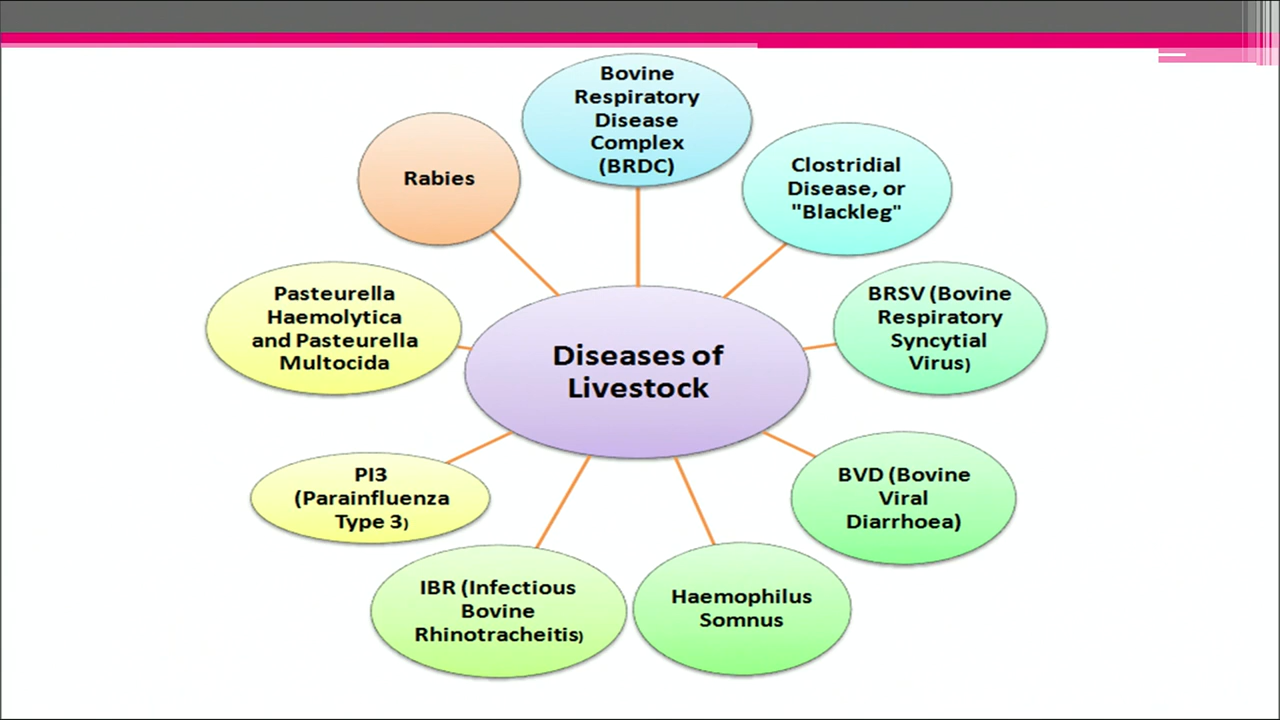 Bovine
Respiratory
Disease
Complex
(BRDC)
Clostridial
Disease, or
"Blackleg"
BRSV (Bovine
Respiratory
Syncytial
Virus)
BVD (Bovine
Viral
Diarrhoea)
Haemophilus
Somnus
IBR (Infectious
Bovine
Rhinotracheitis)
PI3
(Parainfluenza
Type 3)
Pasteurella
Haemolytica
and Pasteurella
Multocida
Rabies
Diseases of
Livestock